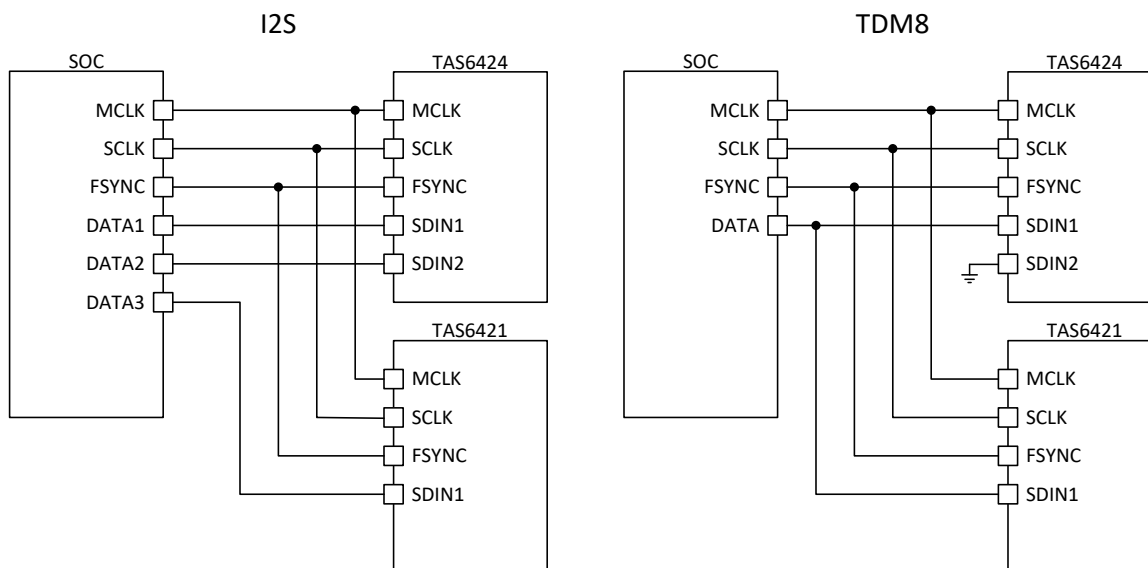 I2S
SOC
MCLK
SCLK
FSYNC
DATA1
DATA2
DATA3
TAS6424
MCLK
SCLK
FSYNC
SDIN1
SDIN2
TAS6421
MCLK
SCLK
FSYNC
SDIN1
TDM8
SOC
MCLK
SCLK
FSYNC
DATA
TAS6424
MCLK
SCLK
FSYNC
SDIN1
SDIN2
TAS6421
MCLK
SCLK
FSYNC
SDIN1